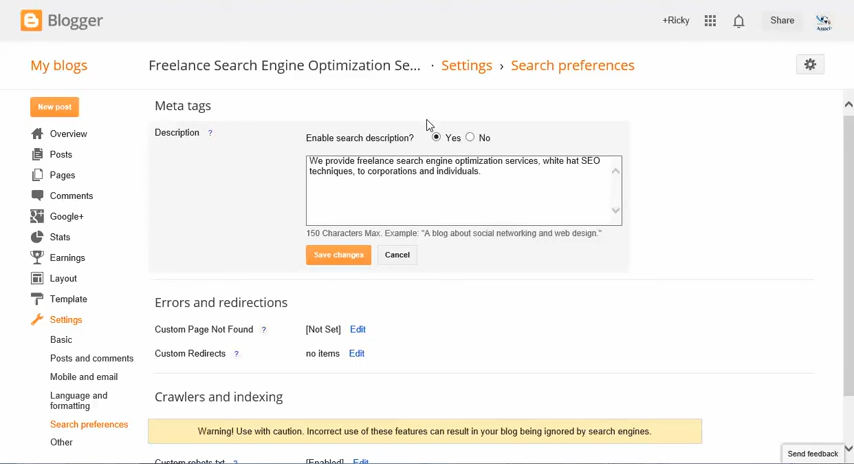 Blogger
+Ricky
Share
My blogs
Freelance Search Engine Optimization Se... · Settings › Search preferences
New post
Overview
Posts
Pages
Comments
Google+
Stats
Earnings
Layout
Template
Settings
Basic
Posts and comments
Mobile and email
Language and
formatting
Search preferences
Other
Meta tags
Description ?
Enable search description? Yes No
We provide freelance search engine optimization services, white hat SEO
techniques, to corporations and individuals.
150 Characters Max. Example: "A blog about social networking and web design."
Save changes Cancel
Errors and redirections
Custom Page Not Found ? [Not Set] Edit
Custom Redirects ? no items Edit
Crawlers and indexing
Warning! Use with caution. Incorrect use of these features can result in your blog being ignored by search engines.
Custom robots.txt ? [Enabled] Edit
Send feedback